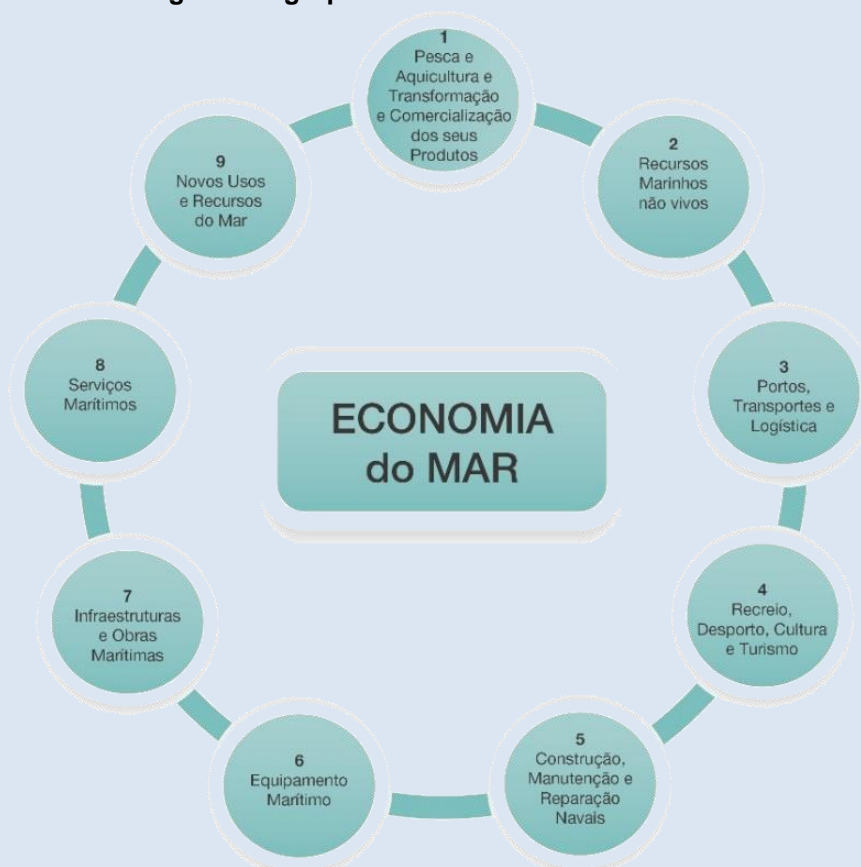 1
Pesca e
Aquicultura e
Transformação
e Comercialização
dos seus
Produtos
2
Recursos
Marinhos
não vivos
3
Portos,
Transportes e
Logística
4
Recreio,
Desporto, Cultura
e Turismo
5
Construção,
Manutenção e
Reparação
Navais
6
Equipamento
Marítimo
7
Infraestruturas
e Obras
Marítimas
8
Serviços
Marítimos
9
Novos Usos
e Recursos
do Mar
ECONOMIA
do MAR